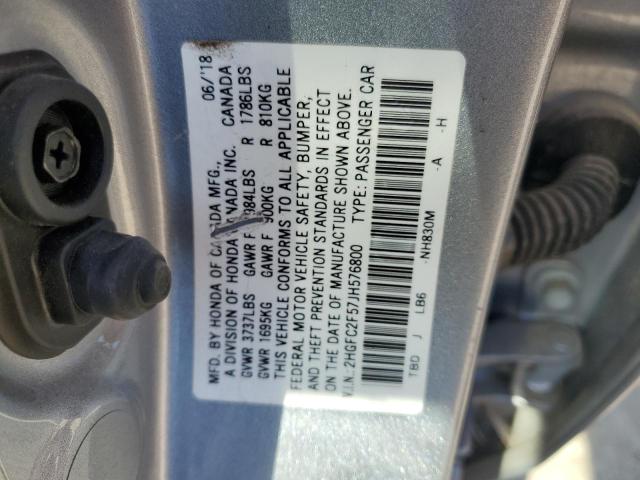 MFD. BY HONDA OF CANADA MFG., 06/'18
A DIVISION OF HONDA CANADA INC. CANADA
GVWR 3737LBS GAWR F 984LBS R 1786LBS
GVWR 1695KG GAWR F 900KG R 810KG
THIS VEHICLE CONFORMS TO ALL APPLICABLE
FEDERAL MOTOR VEHICLE SAFETY, BUMPER,
AND THEFT PREVENTION STANDARDS IN EFFECT
ON THE DATE OF MANUFACTURE SHOWN ABOVE.
V.I.N.:2HGFC2F57JH576800 TYPE: PASSENGER CAR
TBD J LB6 -NH830M -A -H